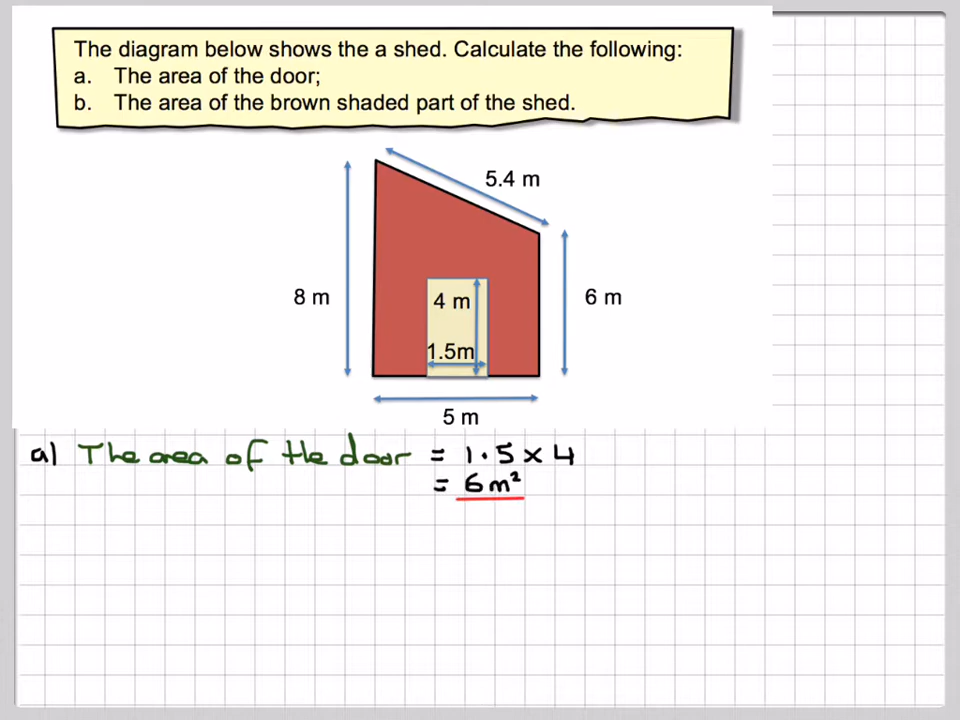 The diagram below shows the a shed. Calculate the following:
a. The area of the door;
b. The area of the brown shaded part of the shed.
5.4 m
8 m
4 m
6 m
1.5m
5 m
a) The area of the door = 1.5 x 4
= 6m²